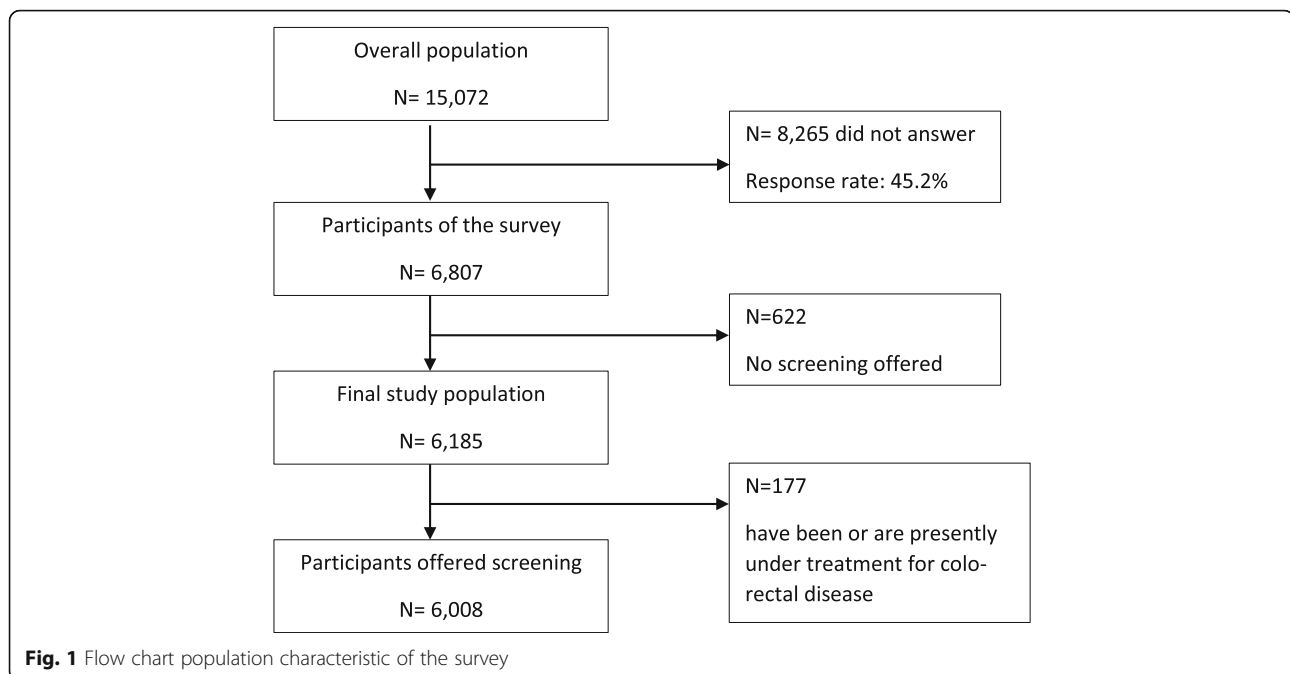 Overall population
N= 15,072
N= 8,265 did not answer
Response rate: 45.2%
Participants of the survey
N= 6,807
N=622
No screening offered
Final study population
N= 6,185
N=177
have been or are presently
under treatment for colo-
rectal disease
Participants offered screening
N= 6,008
Fig. 1 Flow chart population characteristic of the survey